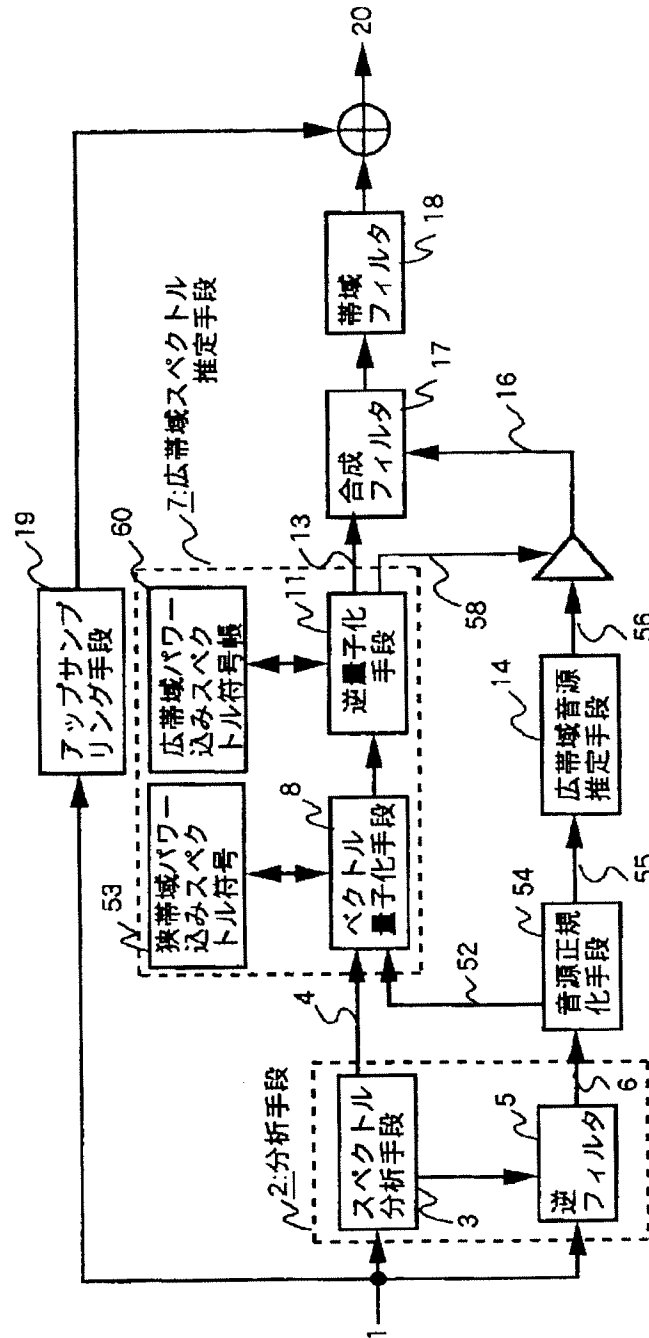 1
2:分析手段
スペクトル
分析手段
3
逆
フィルタ
5
4
6
52
音源正規
化手段
54
55
広帯域音源
推定手段
14
56
53
狭帯域パワー
込みスペク
トル符号
ベクトル
量子化手段
8
広帯域パワー
込みスペク
トル符号帳
60
逆量子化
手段
11
13
58
7:広帯域スペクトル
推定手段
アップサンプ
リング手段
19
合成
フィルタ
17
16
帯域
フィルタ
18
20